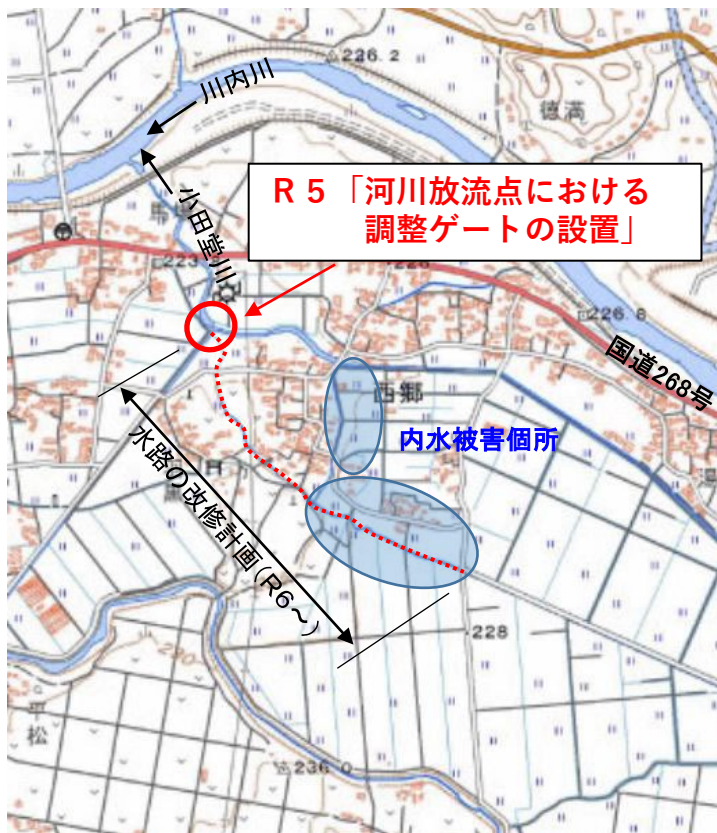 226.2
川内川
徳満
小田堂川
R5「河川放流点における
調整ゲートの設置」
223
226.8
国道268号
西郷
内水被害個所
水路の改修計画(R6～)
228
平松
236.0